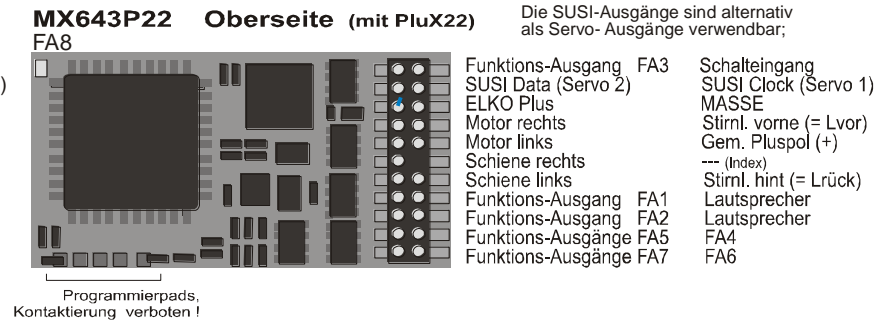 MX643P22 Oberseite (mit PluX22)
Die SUSI-Ausgänge sind alternativ
als Servo- Ausgänge verwendbar;
FA8
)
Funktions-Ausgang FA3 Schalteingang
SUSI Data (Servo 2) SUSI Clock (Servo 1)
ELKO Plus MASSE
Motor rechts Stirnl. vorne (= Lvor)
Motor links Gem. Pluspol (+)
Schiene rechts --- (Index)
Schiene links Stirnl. hint (= Lrück)
Funktions-Ausgang FA1 Lautsprecher
Funktions-Ausgang FA2 Lautsprecher
Funktions-Ausgänge FA5 FA4
Funktions-Ausgänge FA7 FA6
Programmierpads,
Kontaktierung verboten !